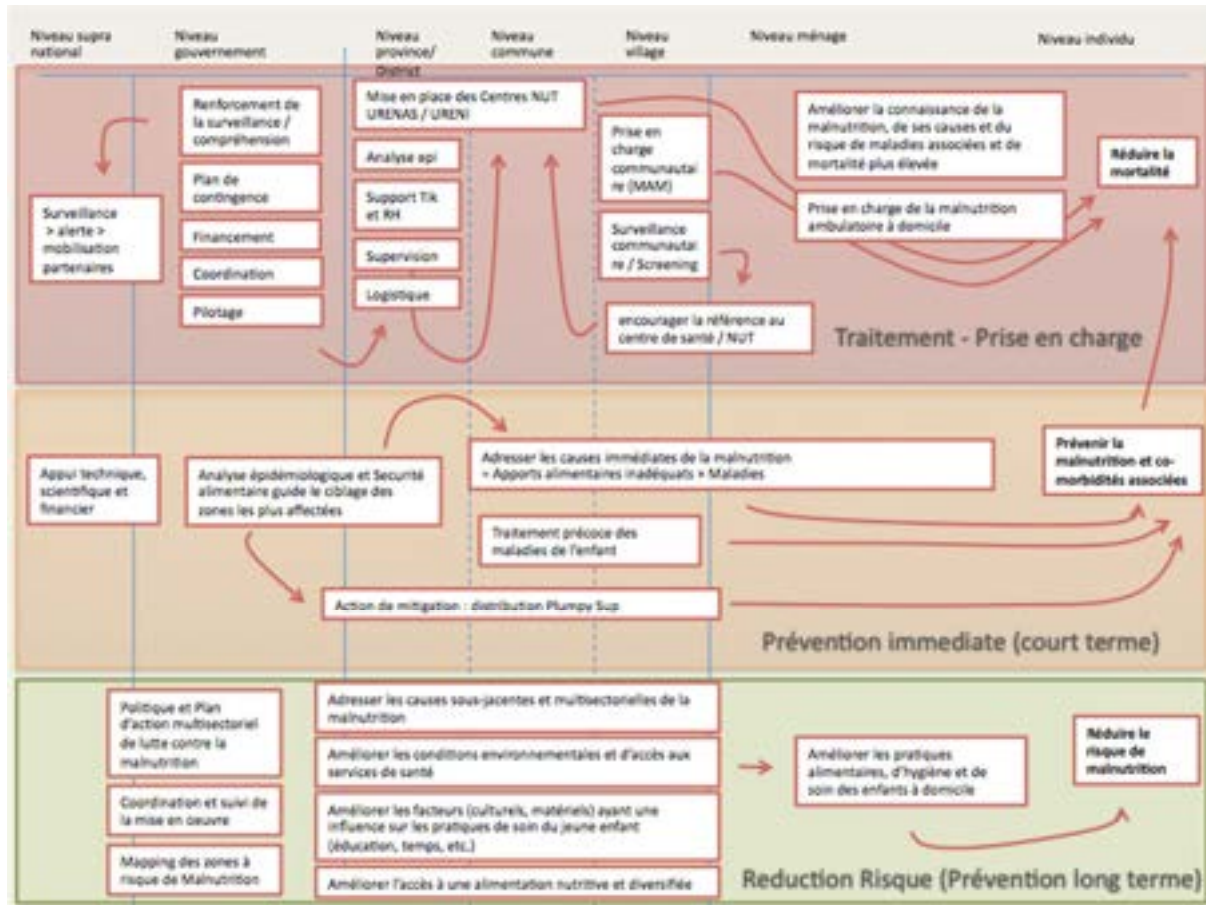 Niveau supra
national
Niveau
gouvernement
Niveau
province/
District
Niveau
commune
Niveau
village
Niveau ménage
Niveau individu
Renforcement de
la surveillance /
compréhension
Plan de
contingence
Financement
Coordination
Pilotage
Surveillance
> alerte >
mobilisation
partenaires
Mise en place des Centres NUT
URENAS / URENI
Analyse epi
Support Tik
et RH
Supervision
Logistique
Prise en
charge
communautai
re (MAM)
Surveillance
communautai
re / Screening
encourager la référence au
centre de santé / NUT
Améliorer la connaissance de la
malnutrition, de ses causes et du
risque de maladies associées et de
mortalité plus élevée
Prise en charge de la malnutrition
ambulatoire à domicile
Réduire la
mortalité
Traitement - Prise en charge
Appui technique,
scientifique et
financier
Analyse épidémiologique et Securité
alimentaire guide le ciblage des
zones les plus affectées
Adresser les causes immédiates de la malnutrition
= Apports alimentaires inadéquats + Maladies
Traitement précoce des
maladies de l'enfant
Action de mitigation : distribution Plumpy Sup
Prévenir la
malnutrition et co-
morbidités associées
Prévention immediate (court terme)
Politique et Plan
d'action multisectoriel
de lutte contre la
malnutrition
Coordination et suivi de
la mise en oeuvre
Mapping des zones à
risque de Malnutrition
Adresser les causes sous-jacentes et multisectorielles de la
malnutrition
Améliorer les conditions environmentales et d'accès aux
services de santé
Améliorer les facteurs (culturels, matériels) ayant une
influence sur les pratiques de soin du jeune enfant
(éducation, temps, etc.)
Améliorer l'accès à une alimentation nutritive et diversifiée
Améliorer les pratiques
alimentaires, d'hygiène et de
soin des enfants à domicile
Réduire le
risque de
malnutrition
Reduction Risque (Prévention long terme)